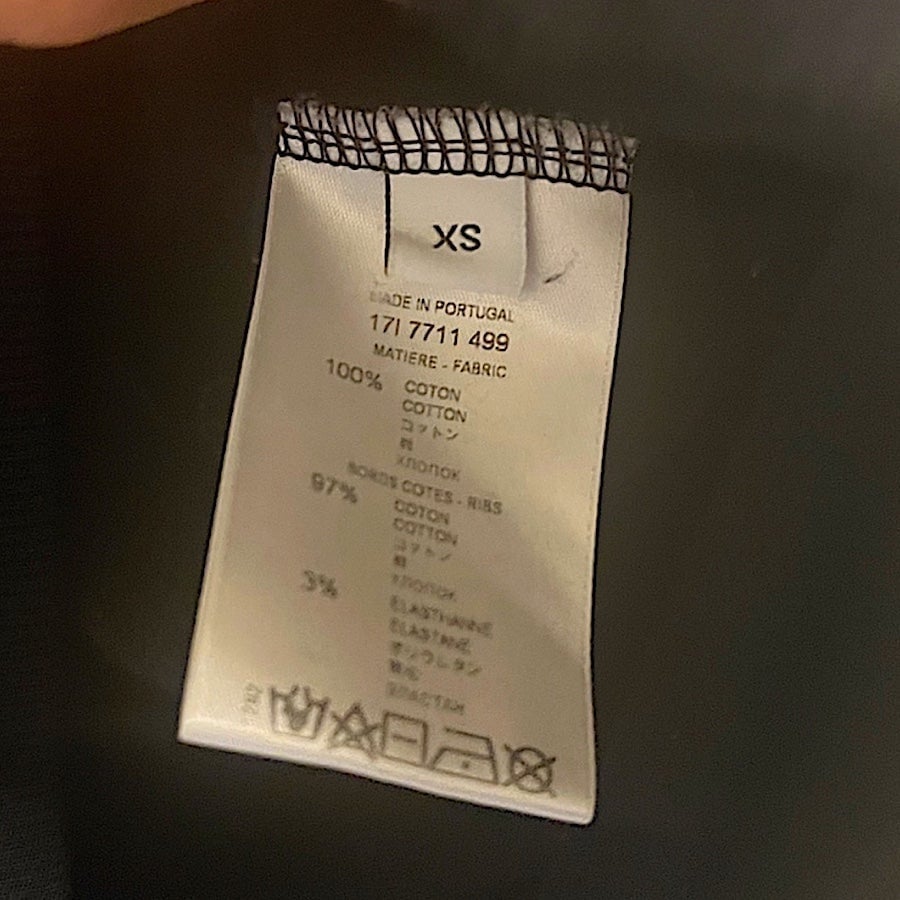 XS
MADE IN PORTUGAL
17I 7711 499
MATIERE - FABRIC
100% COTON
COTTON
コットン
棉
ХЛОПОК
BORDS COTES - RIBS
97% COTON
COTTON
コットン
棉
ХЛОПОК
3% ELASTHANNE
ELASTANE
ポリウレタン
ЭЛАСТАН